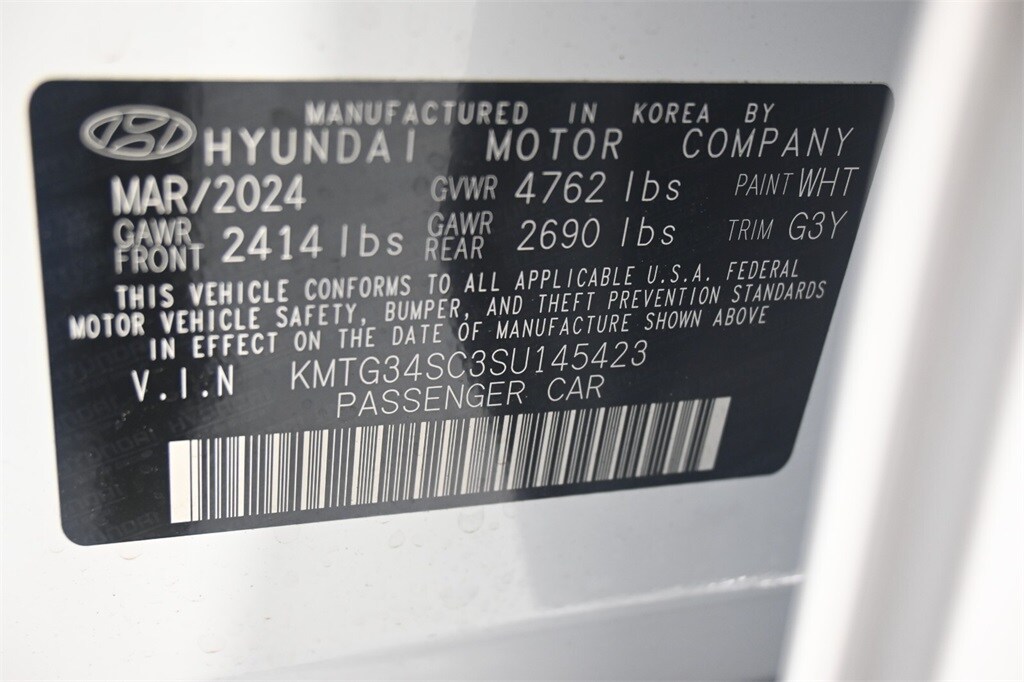 MANUFACTURED IN KOREA BY
HYUNDAI MOTOR COMPANY
MAR/2024 GVWR 4762 lbs PAINT WHT
GAWR FRONT 2414 lbs GAWR REAR 2690 lbs TRIM G3Y
THIS VEHICLE CONFORMS TO ALL APPLICABLE U.S.A. FEDERAL
MOTOR VEHICLE SAFETY, BUMPER, AND THEFT PREVENTION STANDARDS
IN EFFECT ON THE DATE OF MANUFACTURE SHOWN ABOVE
V.I.N KMTG34SC3SU145423
PASSENGER CAR